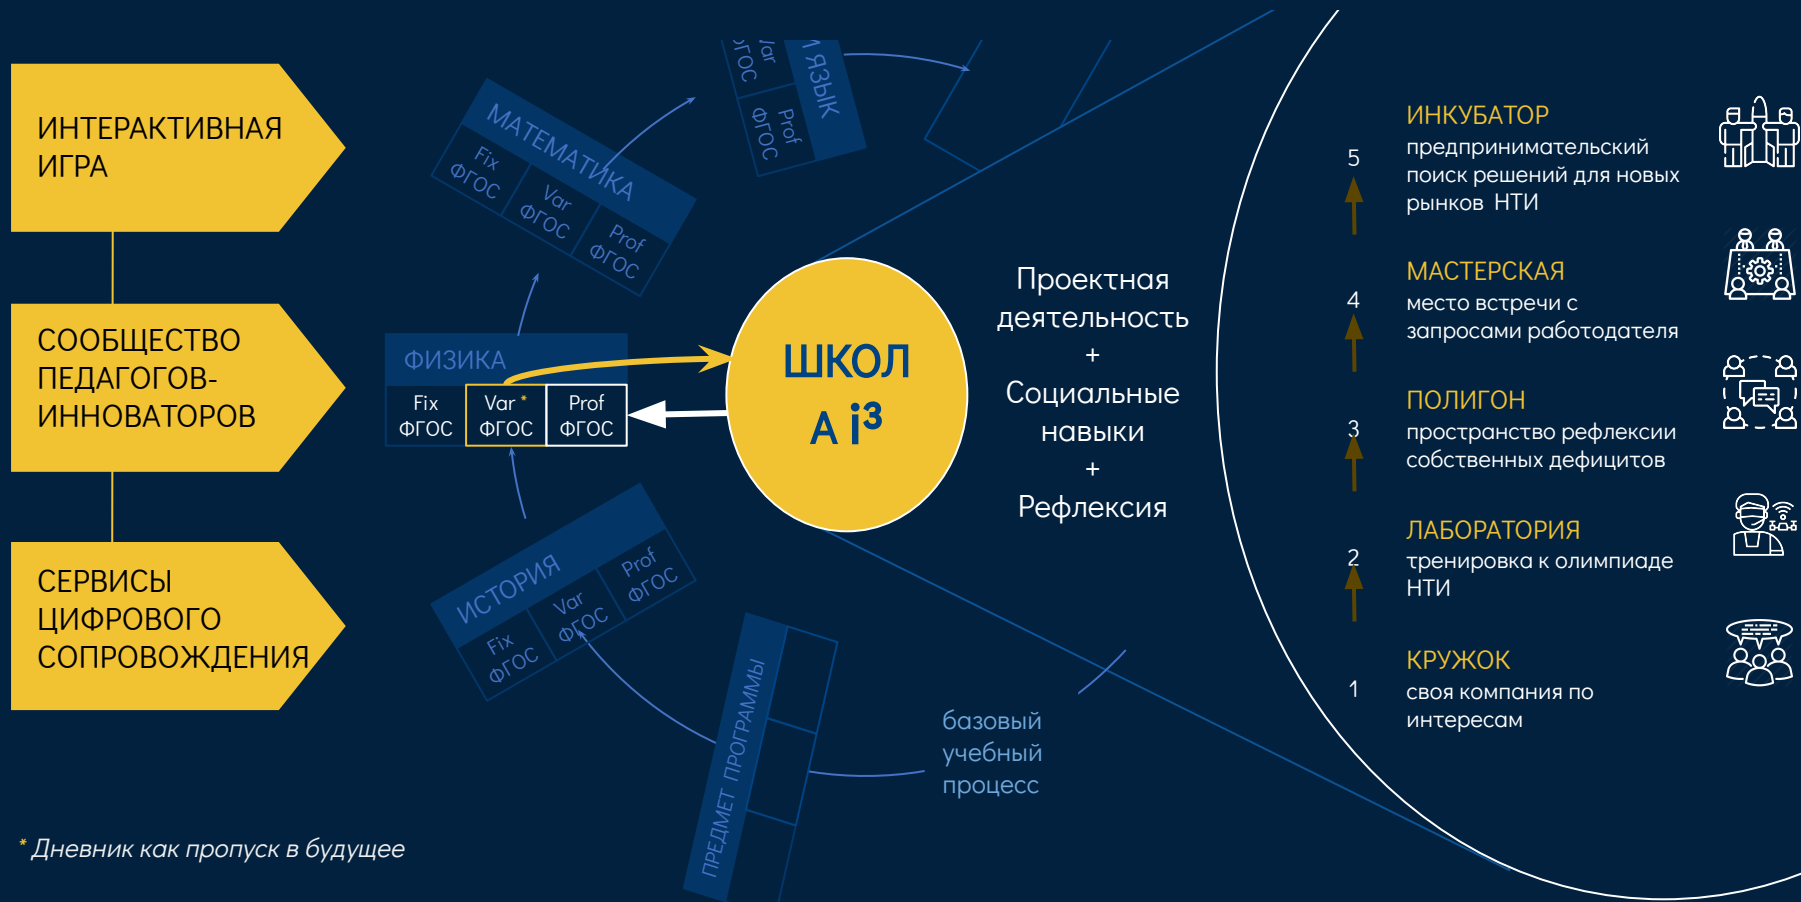 ИНТЕРАКТИВНАЯ
ИГРА
СООБЩЕСТВО
ПЕДАГОГОВ-
ИННОВАТОРОВ
СЕРВИСЫ
ЦИФРОВОГО
СОПРОВОЖДЕНИЯ
* Дневник как пропуск в будущее
ЯЗЫК
Var
ФГОС
Prof
ФГОС
МАТЕМАТИКА
Fix
ФГОС
Var
ФГОС
Prof
ФГОС
ФИЗИКА
Fix
ФГОС
Var *
ФГОС
Prof
ФГОС
ИСТОРИЯ
Fix
ФГОС
Var
ФГОС
Prof
ФГОС
ПРЕДМЕТ ПРОГРАММЫ
базовый
учебный
процесс
ШКОЛ
А i³
Проектная
деятельность
+
Социальные
навыки
+
Рефлексия
5
ИНКУБАТОР
предпринимательский
поиск решений для новых
рынков НТИ
4
МАСТЕРСКАЯ
место встречи с
запросами работодателя
3
ПОЛИГОН
пространство рефлексии
собственных дефицитов
2
ЛАБОРАТОРИЯ
тренировка к олимпиаде
НТИ
1
КРУЖОК
своя компания по
интересам